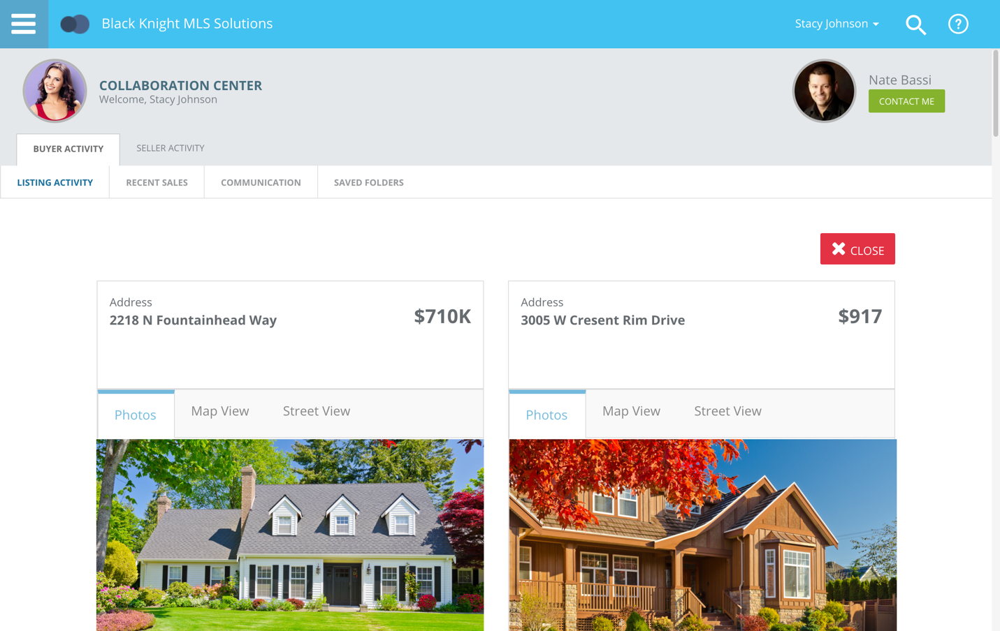 Black Knight MLS Solutions
Stacy Johnson
?
COLLABORATION CENTER
Welcome, Stacy Johnson
Nate Bassi
CONTACT ME
BUYER ACTIVITY
SELLER ACTIVITY
LISTING ACTIVITY
RECENT SALES
COMMUNICATION
SAVED FOLDERS
CLOSE
Address
2218 N Fountainhead Way
$710K
Address
3005 W Cresent Rim Drive
$917
Photos
Map View
Street View
Photos
Map View
Street View